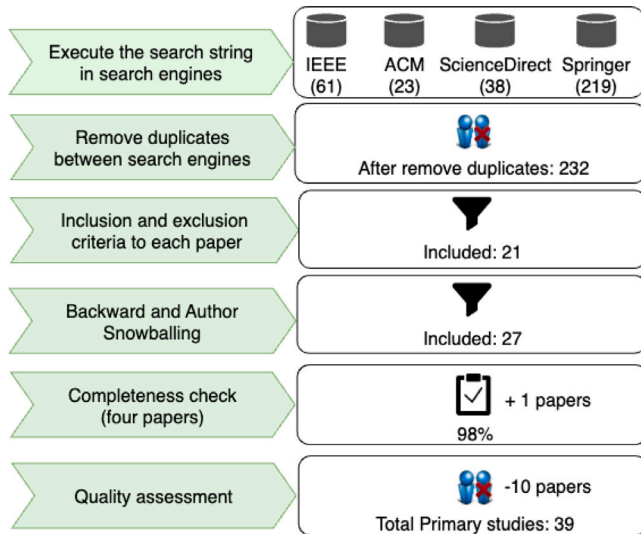 Execute the search string
in search engines
IEEE ACM ScienceDirect Springer
(61) (23) (38) (219)
Remove duplicates
between search engines
After remove duplicates: 232
Inclusion and exclusion
criteria to each paper
Included: 21
Backward and Author
Snowballing
Included: 27
Completeness check
(four papers)
+ 1 papers
98%
Quality assessment
-10 papers
Total Primary studies: 39